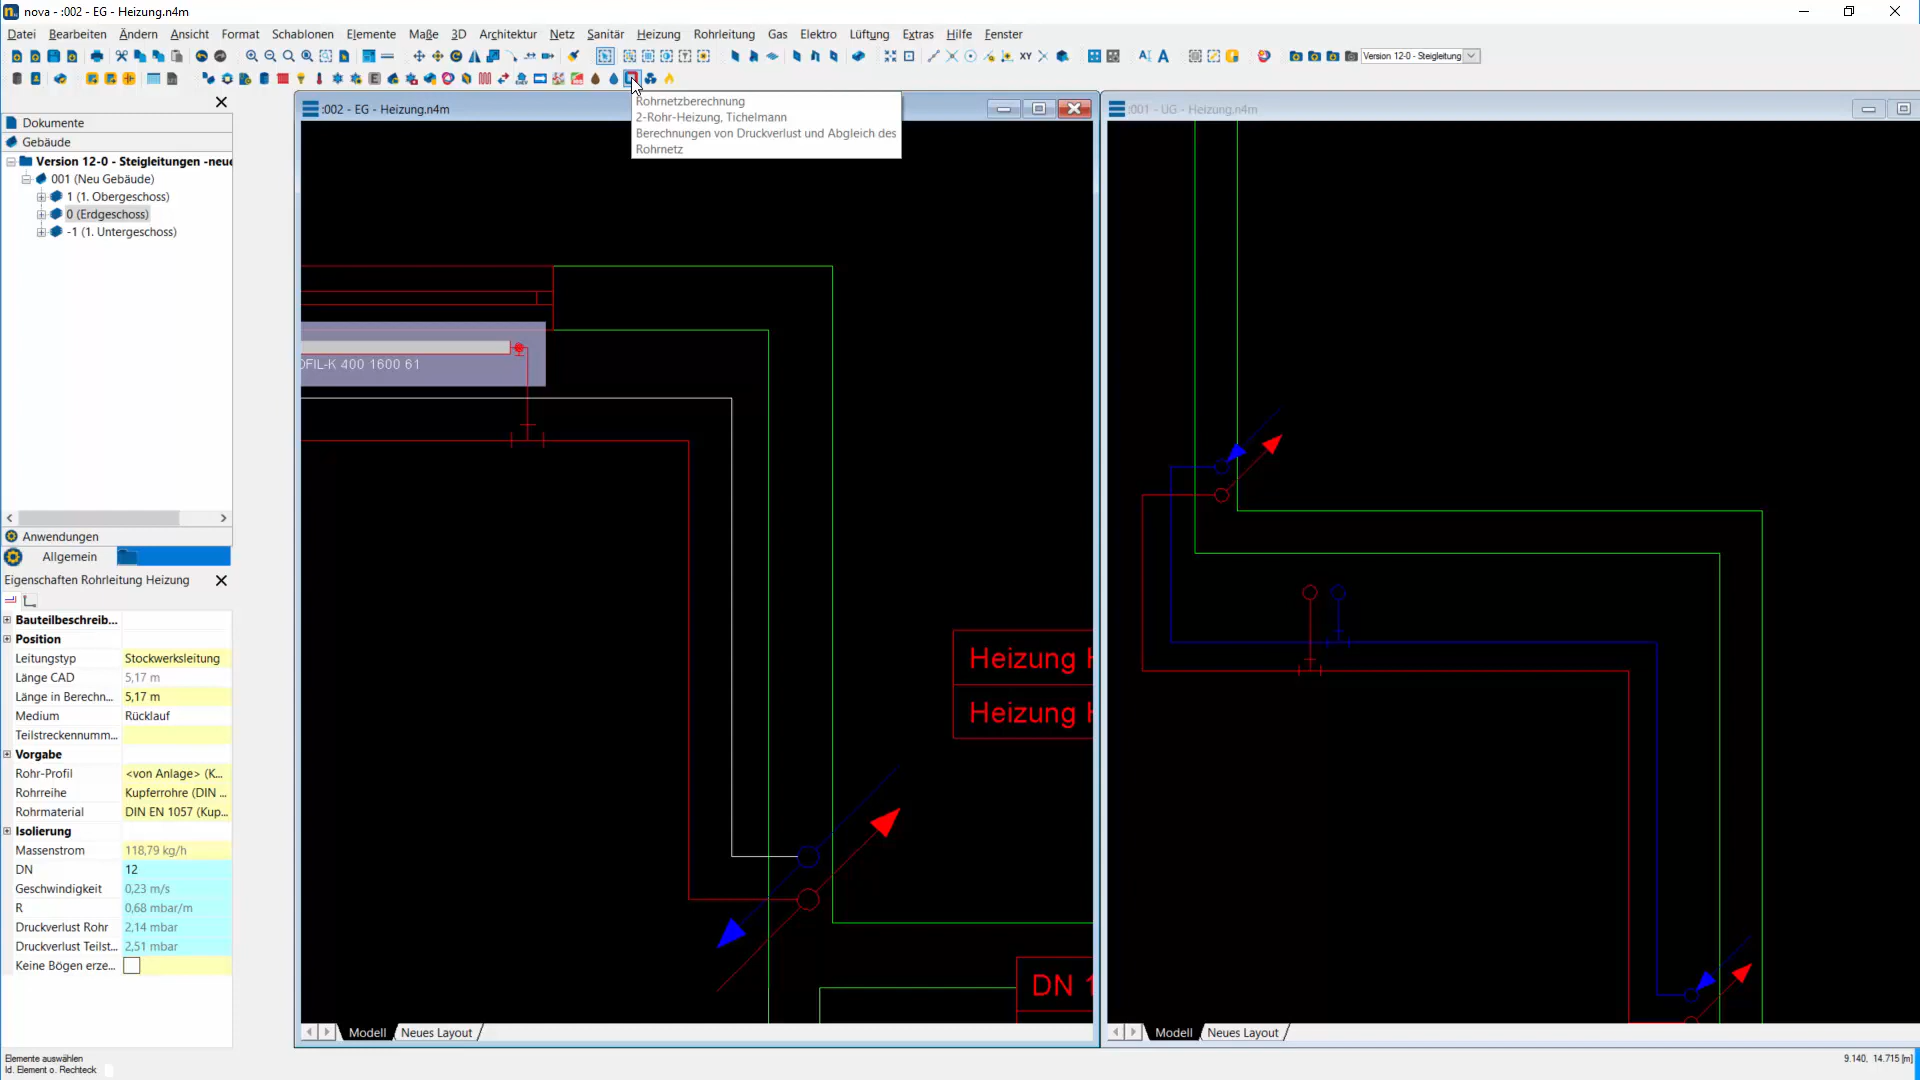 nova - :002 - EG - Heizung.n4m
Datei Bearbeiten Ändern Ansicht Format Schablonen Elemente Maße 3D Architektur Netz Sanitär Heizung Rohrleitung Gas Elektro Lüftung Extras Hilfe Fenster
XY
Version 12-0 - Steigleitung
:002 - EG - Heizung.n4m
:001 - UG - Heizung.n4m
Rohrnetzberechnung
2-Rohr-Heizung, Tichelmann
Berechnungen von Druckverlust und Abgleich des
Rohrnetz
Dokumente
Gebäude
Version 12-0 - Steigleitungen -neue
001 (Neu Gebäude)
1 (1. Obergeschoss)
0 (Erdgeschoss)
-1 (1. Untergeschoss)
Anwendungen
Allgemein
Eigenschaften Rohrleitung Heizung
Bauteilbeschreib...
Position
Leitungstyp Stockwerksleitung
Länge CAD 5,17 m
Länge in Berechn... 5,17 m
Medium Rücklauf
Teilstreckennumm...
Vorgabe
Rohr-Profil <von Anlage> (K...
Rohrreihe Kupferrohre (DIN ...
Rohrmaterial DIN EN 1057 (Kup...
Isolierung
Massenstrom 118,79 kg/h
DN 12
Geschwindigkeit 0,23 m/s
R 0,68 mbar/m
Druckverlust Rohr 2,14 mbar
Druckverlust Teilst... 2,51 mbar
Keine Bögen erze...
OFIL-K 400 1600 61
Heizung
Heizung
DN 1
Modell Neues Layout
Modell Neues Layout
Elemente auswählen
Id. Element o. Rechteck
9.140, 14.715 [m]